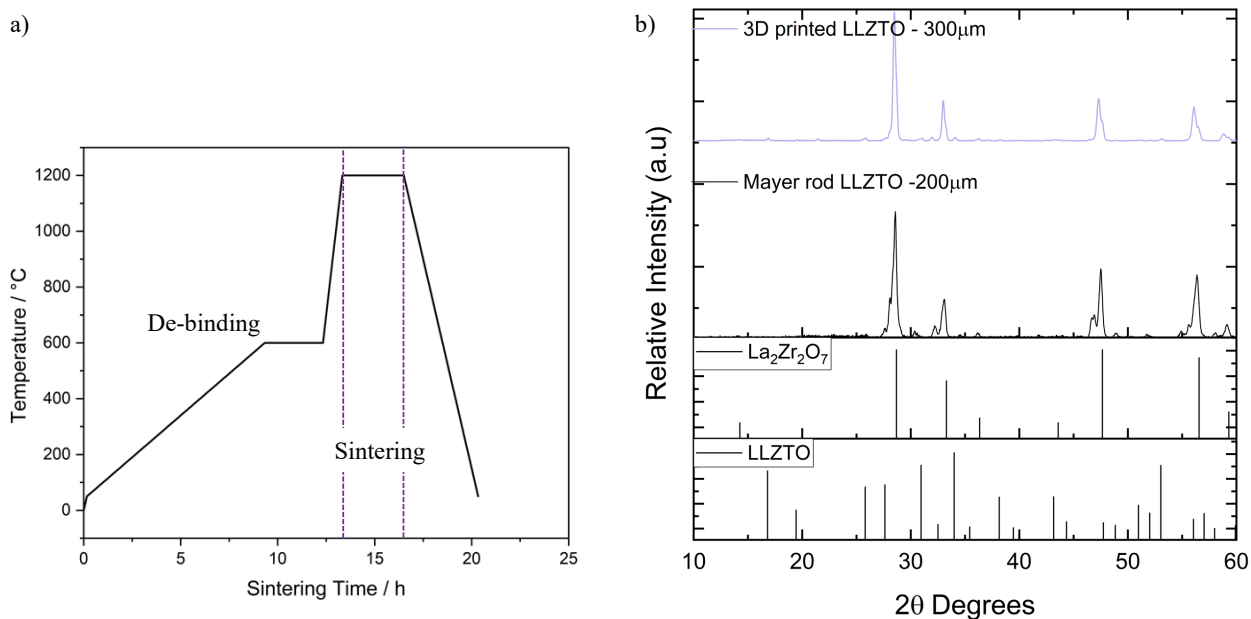 a)
Temperature / °C
1200
1000
800
600
400
200
0
De-binding
Sintering
0 5 10 15 20 25
Sintering Time / h
b)
Relative Intensity (a.u)
3D printed LLZTO - 300μm
Mayer rod LLZTO -200μm
La₂Zr₂O₇
LLZTO
10 20 30 40 50 60
2θ Degrees